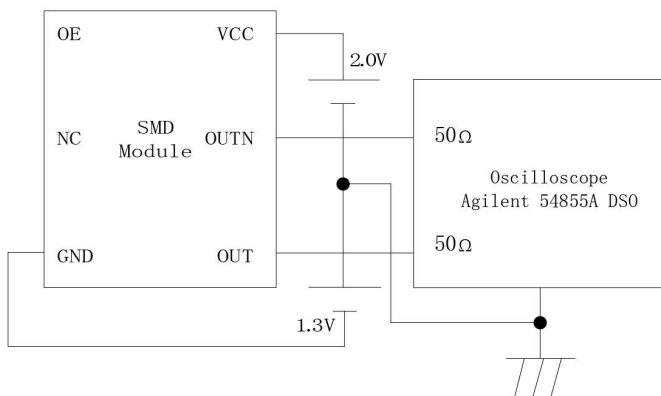 OE VCC
2.0V
NC SMD Module OUTN 50Ω
Oscilloscope
Agilent 54855A DSO
GND OUT 50Ω
1.3V